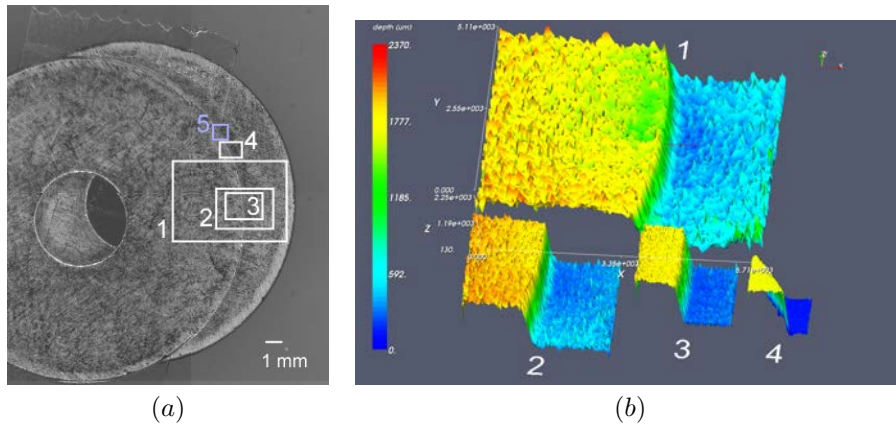 5
4
3
2
1
1 mm
(a)
depth (um)
2370.
1777.
1185.
592.
0.
5.11e+003
Y
2.55e+003
0.000
2.25e+003
Z
1.19e+003
130.
0.000
3.35e+003
X
6.71e+003
1
2
3
4
(b)